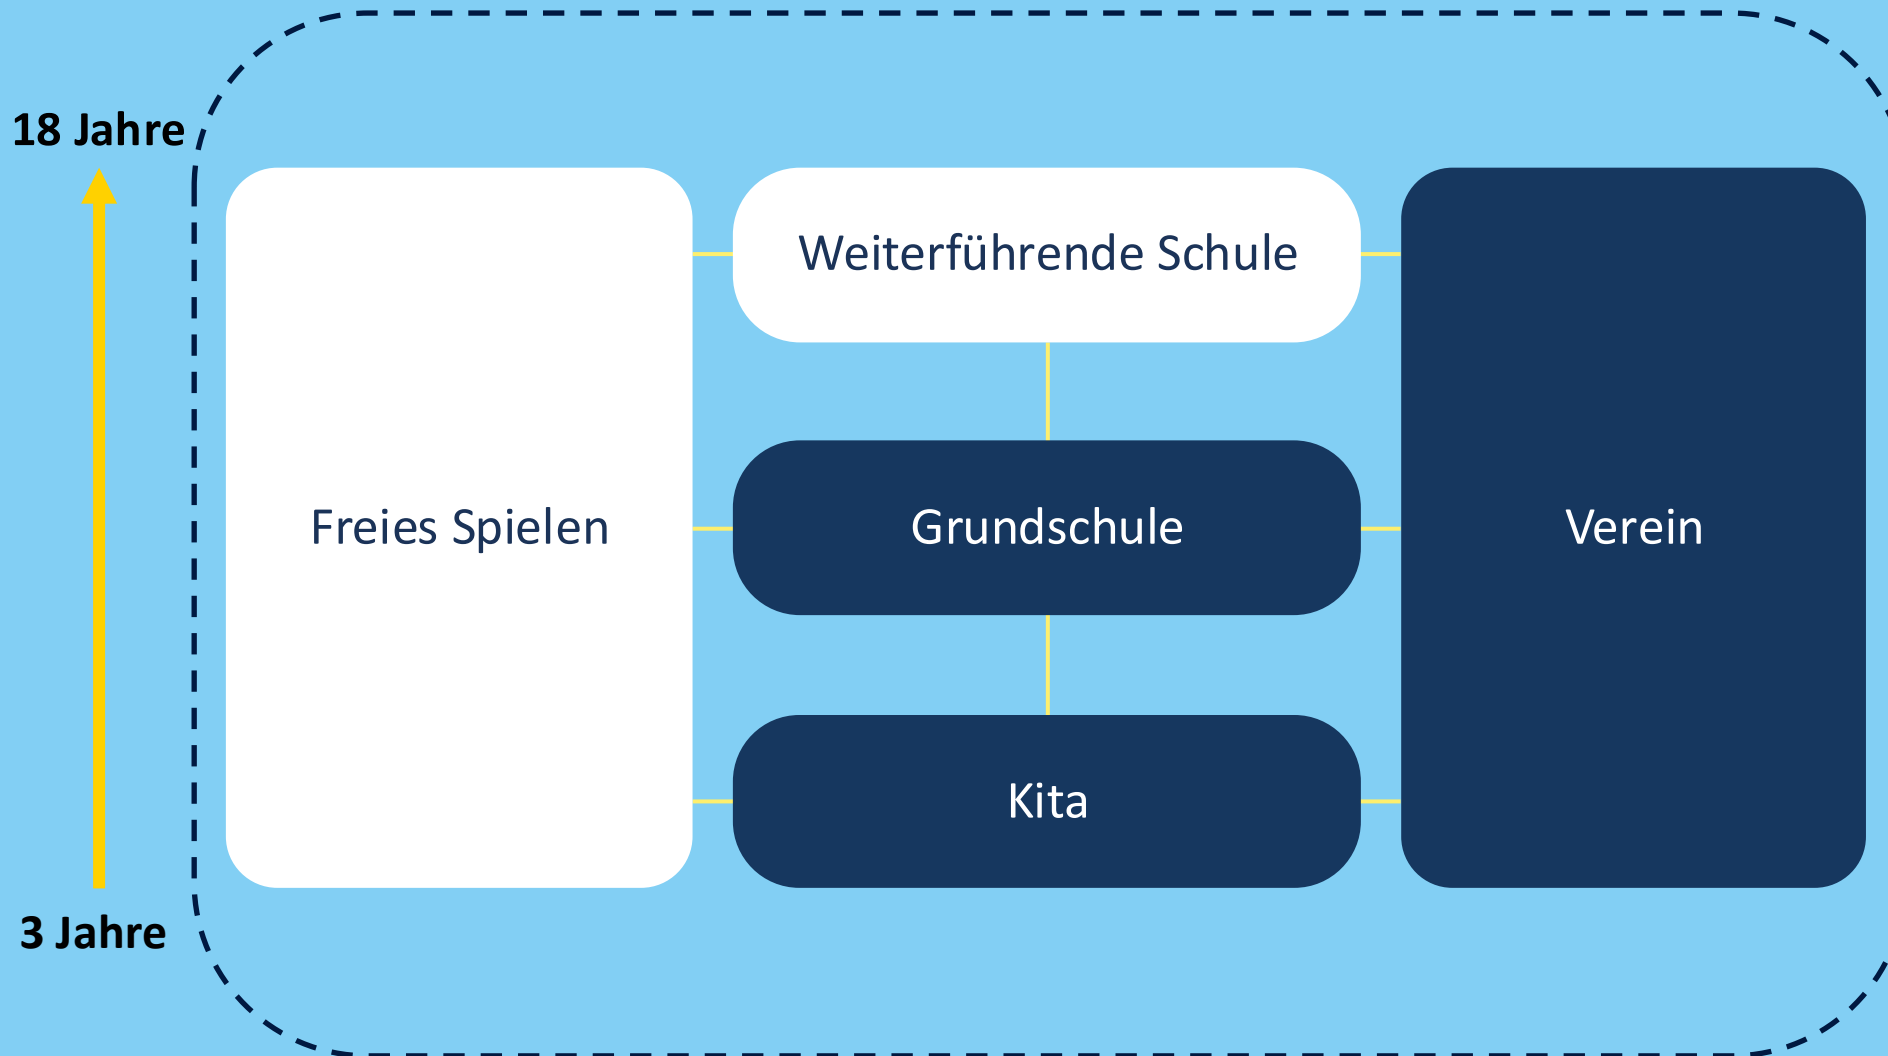 18 Jahre
Weiterführende Schule
Freies Spielen
Grundschule
Verein
Kita
3 Jahre